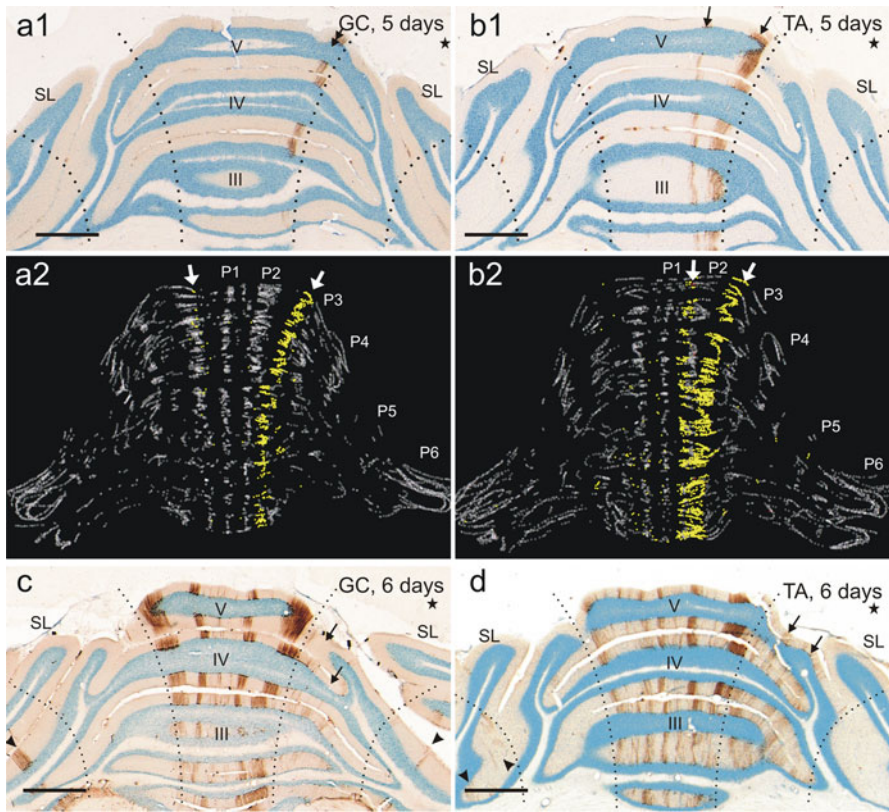 a1 GC, 5 days ★
V
SL SL
IV
III
b1 TA, 5 days ★
V
SL SL
IV
III
a2
P1 P2
P3
P4
P5
P6
b2
P1 P2
P3
P4
P5
P6
c GC, 6 days ★
V
SL SL
IV
III
d TA, 6 days ★
V
SL SL
IV
III